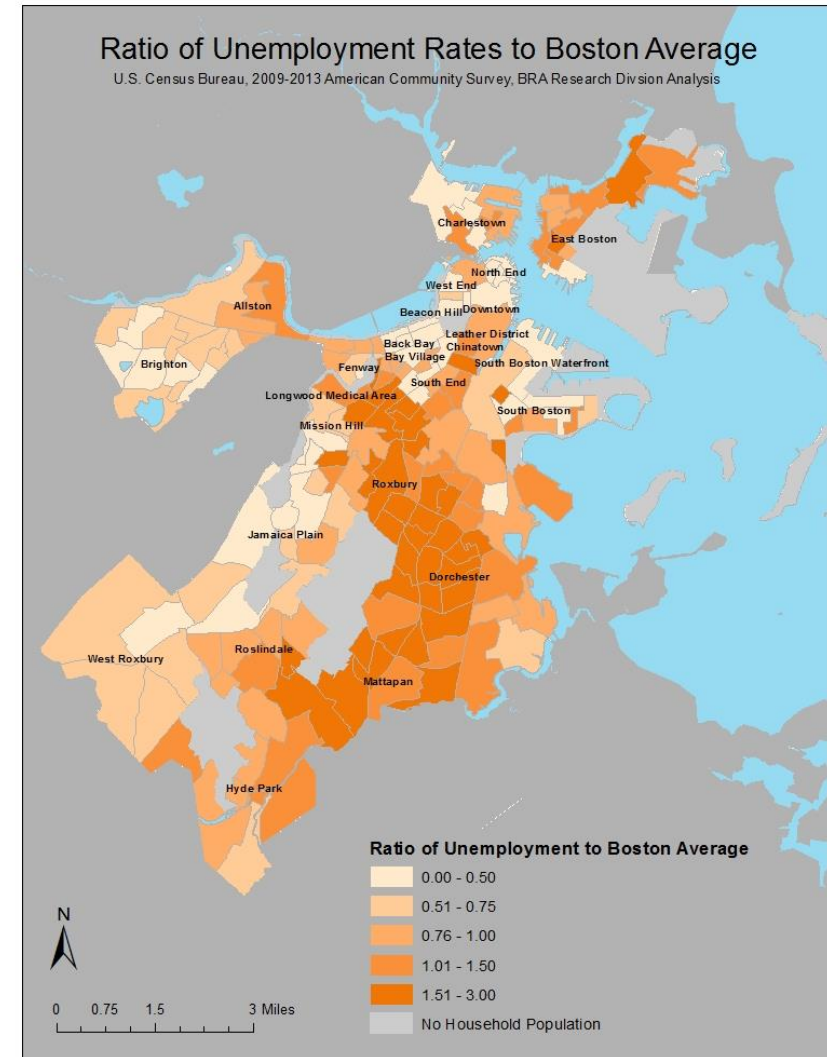 Ratio of Unemployment Rates to Boston Average
U.S. Census Bureau, 2009-2013 American Community Survey, BRA Research Divsion Analysis
Charlestown
East Boston
North End
West End
Allston
Beacon Hill
Downtown
Leather District
Back Bay
Chinatown
Bay Village
Brighton
Fenway
South Boston Waterfront
South End
Longwood Medical Area
South Boston
Mission Hill
Roxbury
Jamaica Plain
Dorchester
Roslindale
West Roxbury
Mattapan
Hyde Park
Ratio of Unemployment to Boston Average
0.00 - 0.50
0.51 - 0.75
0.76 - 1.00
1.01 - 1.50
1.51 - 3.00
No Household Population
N
0 0.75 1.5 3 Miles